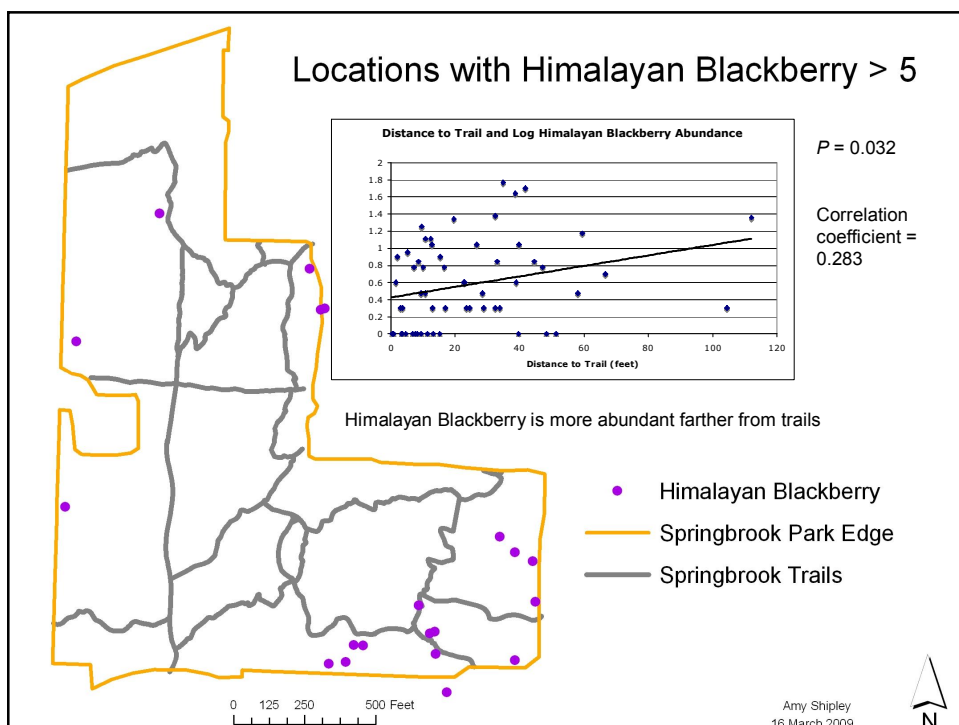 Locations with Himalayan Blackberry > 5
Distance to Trail and Log Himalayan Blackberry Abundance
2
1.8
1.6
1.4
1.2
1
0.8
0.6
0.4
0.2
0
0 20 40 60 80 100 120
Distance to Trail (feet)
P = 0.032
Correlation
coefficient =
0.283
Himalayan Blackberry is more abundant farther from trails
Himalayan Blackberry
Springbrook Park Edge
Springbrook Trails
0 125 250 500 Feet
Amy Shipley
16 March 2009
N